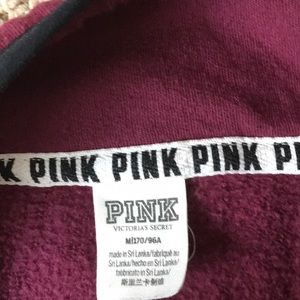 K PINK PINK PINK PI
PINK
VICTORIA'S SECRET
M/170/96A
made in Sri Lanka/fabriqué au
Sri Lanka/hecho en Sri Lanka/
fabbricato in Sri Lanka/
斯里兰卡制造